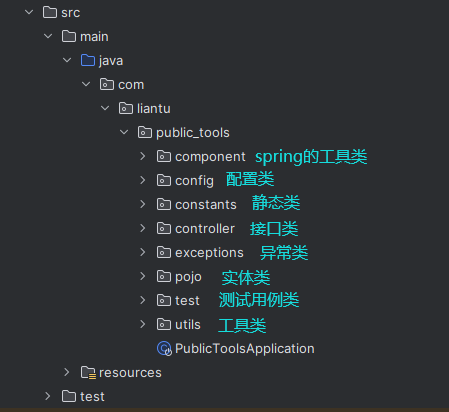 src
main
java
com
liantu
public_tools
component spring的工具类
config 配置类
constants 静态类
controller 接口类
exceptions 异常类
pojo 实体类
test 测试用例类
utils 工具类
PublicToolsApplication
resources
test